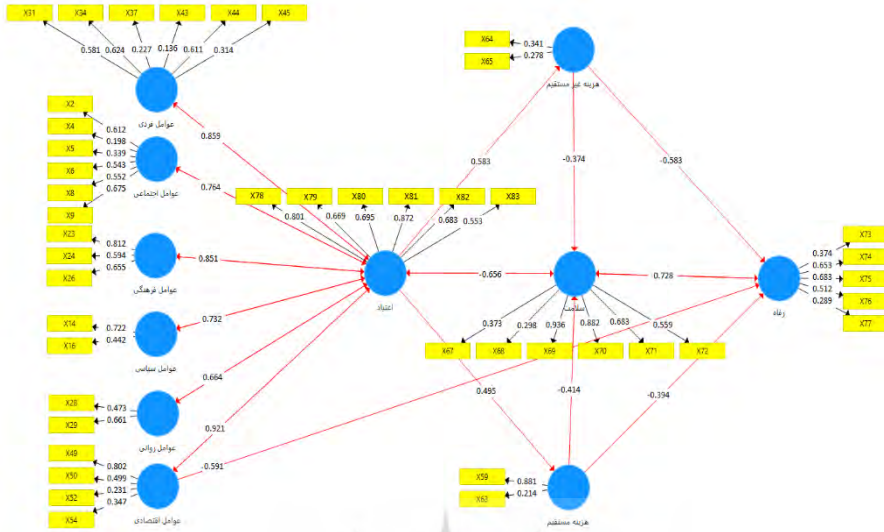 X31 X34 X37 X43 X44 X45
0.581 0.624 0.227 0.136 0.611 0.314
عوامل فردی
X2
X4
X5
X6
X8
X9
0.612
0.198
0.339
0.543
0.552
0.675
عوامل اجتماعی
X23
X24
X26
0.812
0.594
0.655
عوامل فرهنگی
X14
X16
0.722
0.442
عوامل سیاسی
X28
X29
0.473
0.661
عوامل روانی
X49
X50
X52
X54
0.802
0.499
0.231
0.347
عوامل اقتصادی
0.859
0.764
0.851
0.732
0.664
0.921
-0.591
X78 X79 X80 X81 X82 X83
0.801 0.669 0.695 0.872 0.683 0.553
اعتیاد
0.583
-0.656
0.495
X64
X65
0.341
0.278
هزینه غیر مستقیم
-0.374
-0.583
سلامت
0.728
0.373 0.298 0.936 0.882 0.683 0.559
X67 X68 X69 X70 X71 X72
-0.414
-0.394
X59
X62
0.881
0.214
هزینه مستقیم
X73
X74
X75
X76
X77
0.374
0.653
0.683
0.512
0.289
رفاه